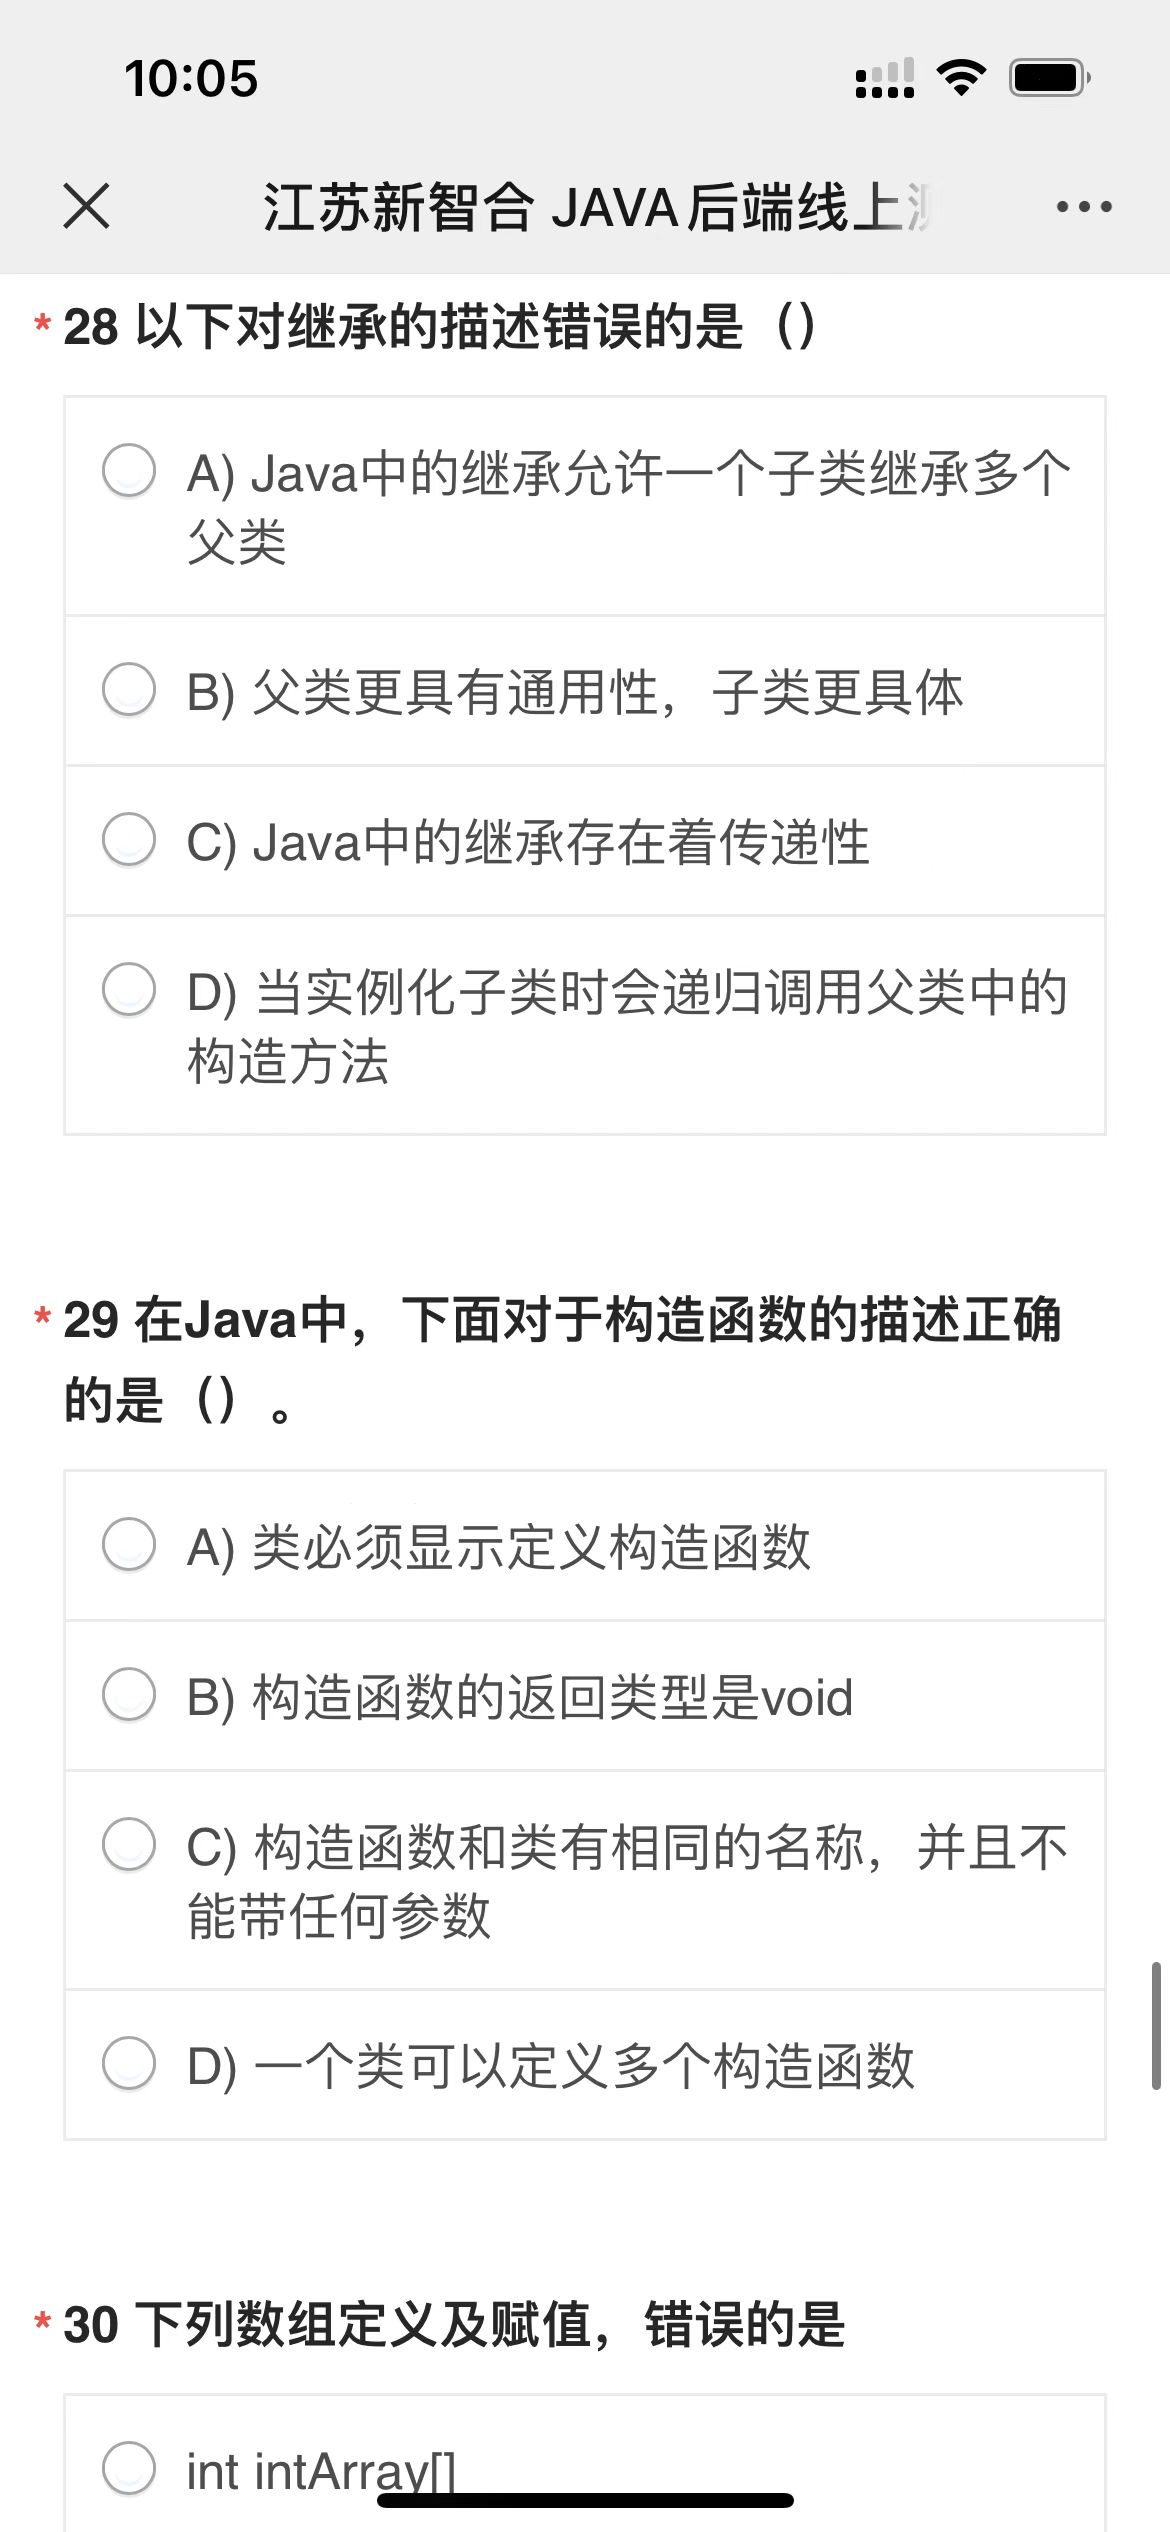 10:05
江苏新智合 JAVA后端线上
* 28 以下对继承的描述错误的是（）
A) Java中的继承允许一个子类继承多个
父类
B) 父类更具有通用性，子类更具体
C) Java中的继承存在着传递性
D) 当实例化子类时会递归调用父类中的
构造方法
* 29 在Java中，下面对于构造函数的描述正确
的是（）。
A) 类必须显示定义构造函数
B) 构造函数的返回类型是void
C) 构造函数和类有相同的名称，并且不
能带任何参数
D) 一个类可以定义多个构造函数
* 30 下列数组定义及赋值，错误的是
int intArray[]